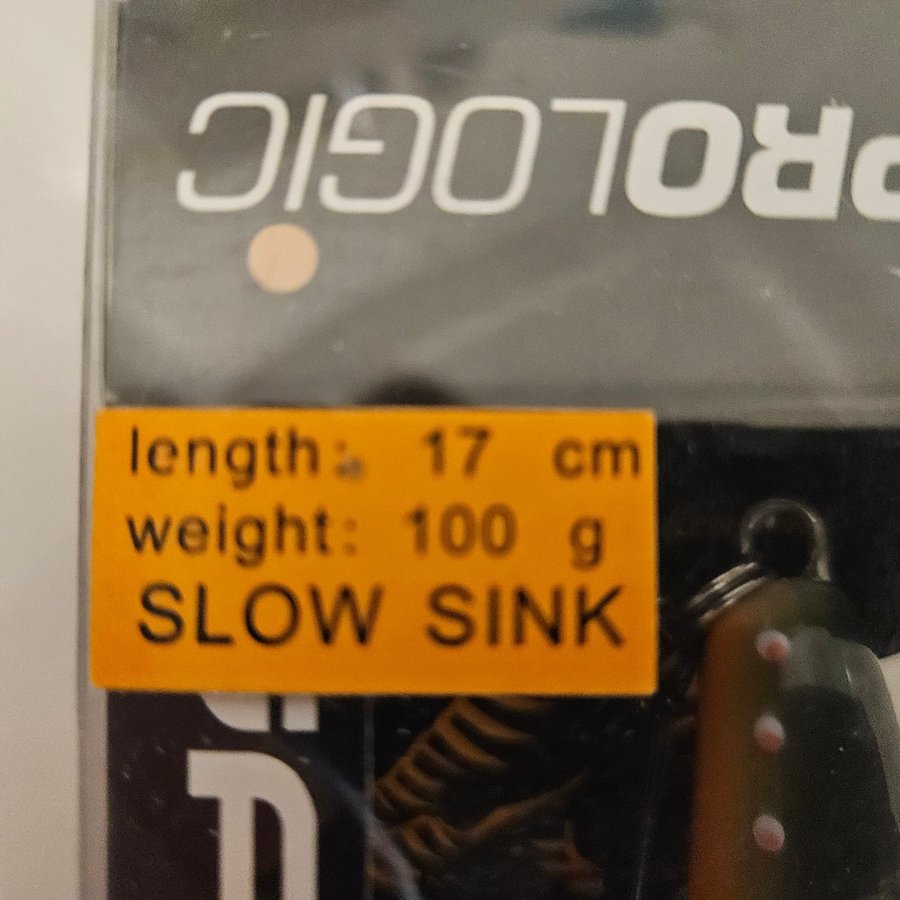 PROLOGIC
length: 17 cm
weight: 100 g
SLOW SINK